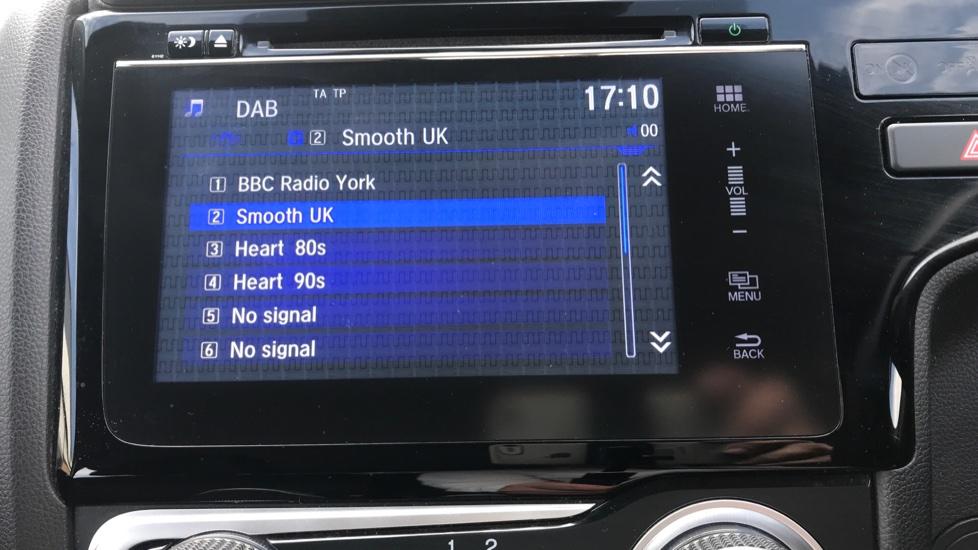 TA TP
DAB
17:10
2 Smooth UK
00
1 BBC Radio York
2 Smooth UK
3 Heart 80s
4 Heart 90s
5 No signal
6 No signal
HOME
+
VOL
−
MENU
BACK
1 2